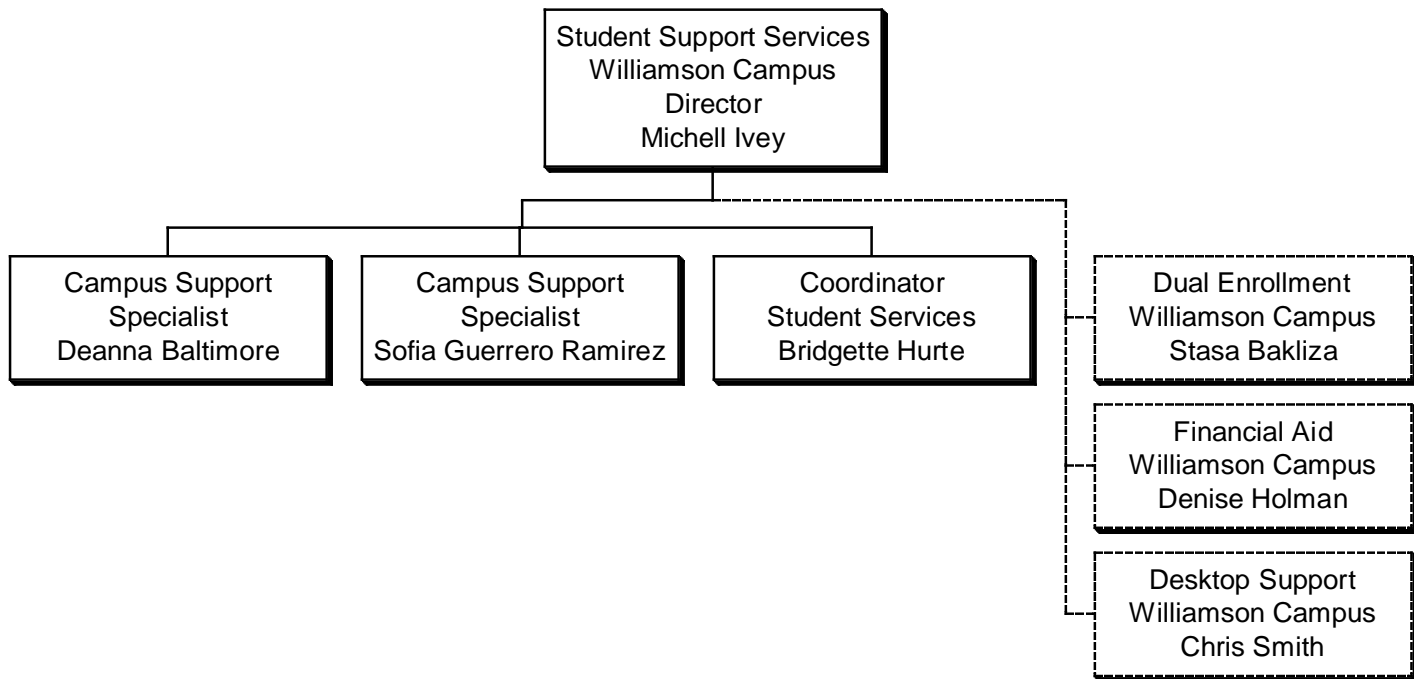 Student Support Services
Williamson Campus
Director
Michell Ivey
Campus Support
Specialist
Deanna Baltimore
Campus Support
Specialist
Sofia Guerrero Ramirez
Coordinator
Student Services
Bridgette Hurte
Dual Enrollment
Williamson Campus
Stasa Bakliza
Financial Aid
Williamson Campus
Denise Holman
Desktop Support
Williamson Campus
Chris Smith